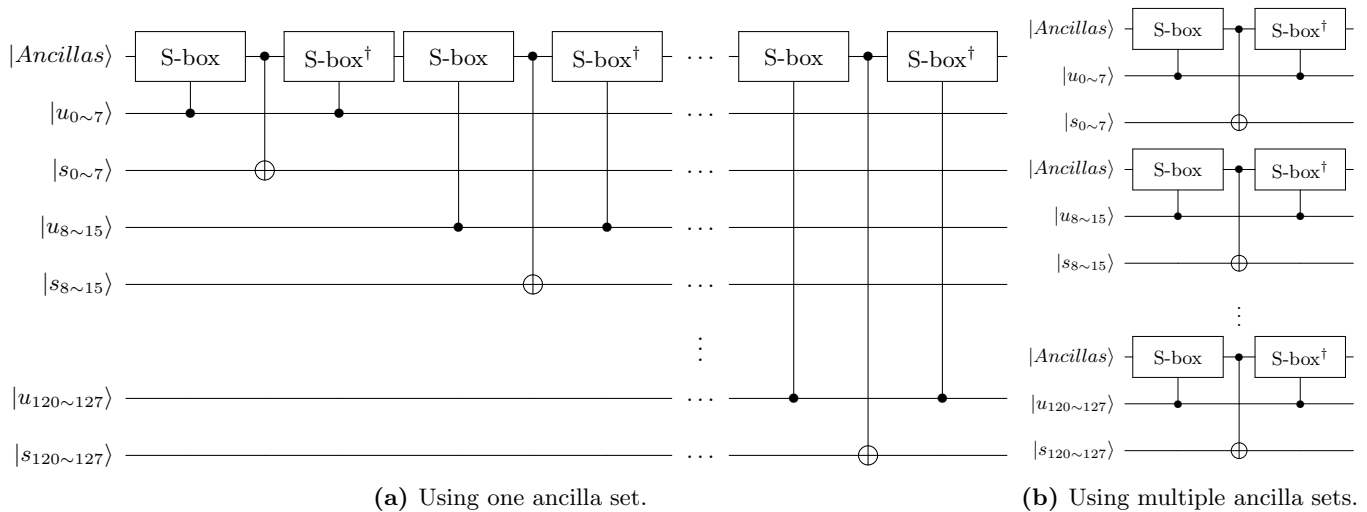 |Ancillas⟩ S-box S-box† S-box S-box† ... S-box S-box†
|u₀∼₇⟩ ...
|s₀∼₇⟩ ...
|u₈∼₁₅⟩ ...
|s₈∼₁₅⟩ ...
⋮
|u₁₂₀∼₁₂₇⟩ ...
|s₁₂₀∼₁₂₇⟩ ...
(a) Using one ancilla set.
|Ancillas⟩ S-box S-box†
|u₀∼₇⟩
|s₀∼₇⟩
|Ancillas⟩ S-box S-box†
|u₈∼₁₅⟩
|s₈∼₁₅⟩
⋮
|Ancillas⟩ S-box S-box†
|u₁₂₀∼₁₂₇⟩
|s₁₂₀∼₁₂₇⟩
(b) Using multiple ancilla sets.